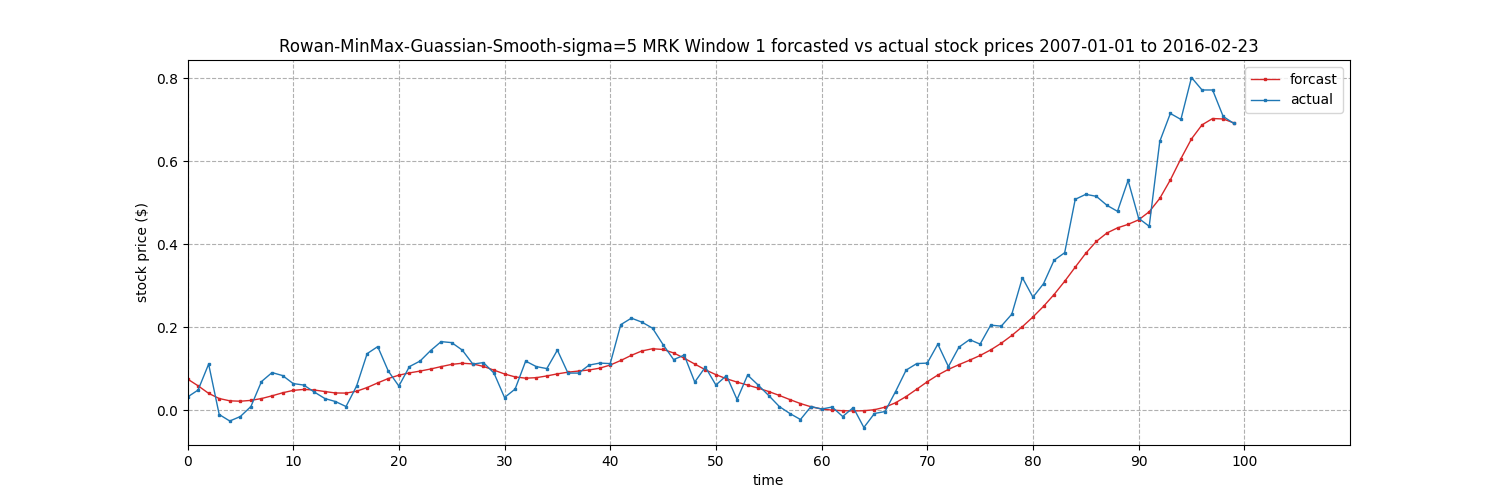 Rowan-MinMax-Guassian-Smooth-sigma=5 MRK Window 1 forcasted vs actual stock prices 2007-01-01 to 2016-02-23
forcast
actual
stock price ($)
0.8
0.6
0.4
0.2
0.0
0 10 20 30 40 50 60 70 80 90 100
time